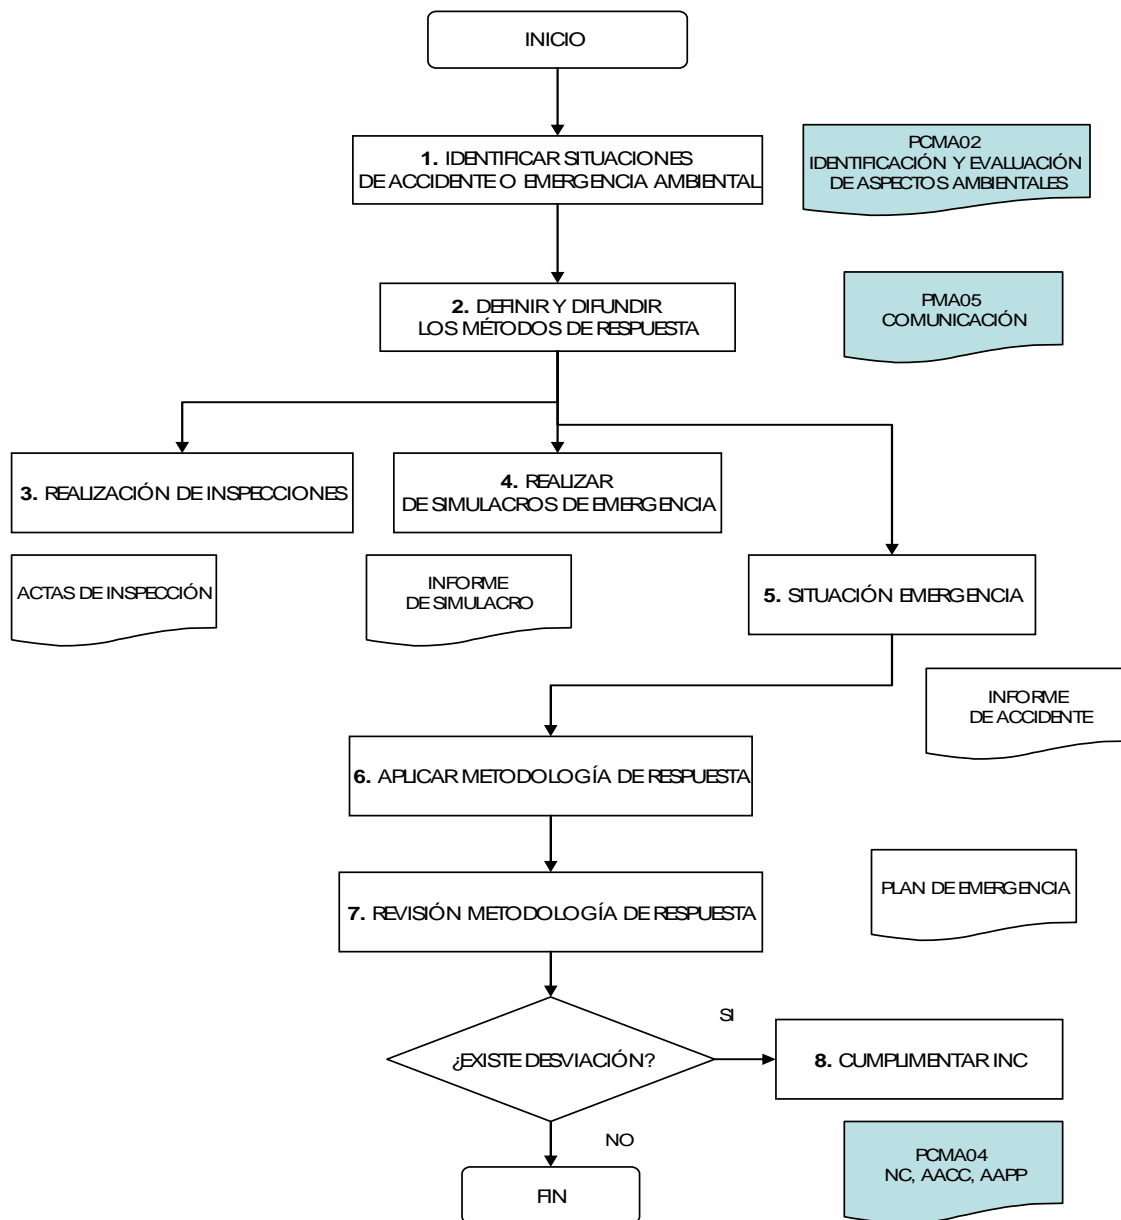 INICIO
1. IDENTIFICAR SITUACIONES
DE ACCIDENTE O EMERGENCIA AMBIENTAL
PCMA02
IDENTIFICACIÓN Y EVALUACIÓN
DE ASPECTOS AMBIENTALES
2. DEFINIR Y DIFUNDIR
LOS MÉTODOS DE RESPUESTA
PMA05
COMUNICACIÓN
3. REALIZACIÓN DE INSPECCIONES
4. REALIZAR
DE SIMULACROS DE EMERGENCIA
ACTAS DE INSPECCIÓN
INFORME
DE SIMULACRO
5. SITUACIÓN EMERGENCIA
INFORME
DE ACCIDENTE
6. APLICAR METODOLOGÍA DE RESPUESTA
7. REVISIÓN METODOLOGÍA DE RESPUESTA
PLAN DE EMERGENCIA
¿EXISTE DESVIACIÓN?
SI
8. CUMPLIMENTAR INC
NO
PCMA04
NC, AACC, AAPP
FIN